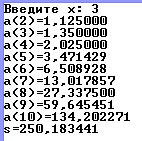 Введите x: 3
a(2)=1,125000
a(3)=1,350000
a(4)=2,025000
a(5)=3,471429
a(6)=6,508928
a(7)=13,017857
a(8)=27,337500
a(9)=59,645451
a(10)=134,202271
s=250,183441